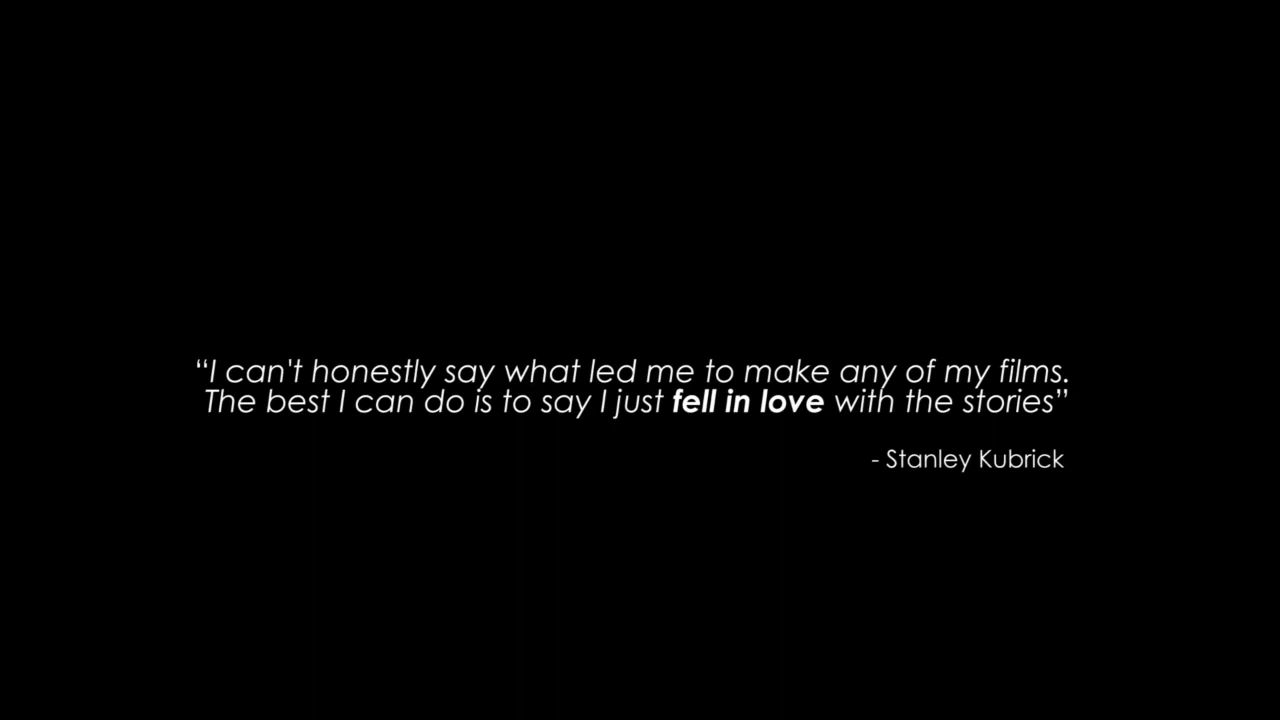 “I can't honestly say what led me to make any of my films.
The best I can do is to say I just fell in love with the stories”
- Stanley Kubrick